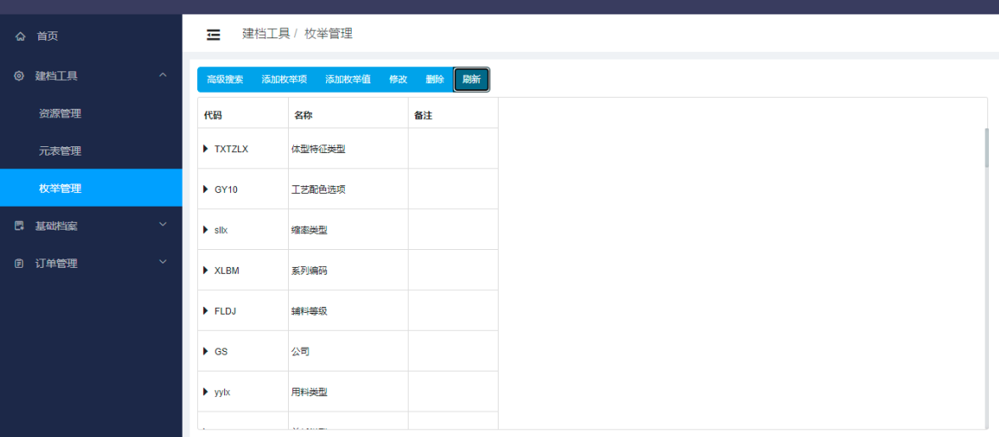 首页
建档工具 / 枚举管理
建档工具
资源管理
元表管理
枚举管理
基础档案
订单管理
高级搜索 添加枚举项 添加枚举值 修改 删除 刷新
代码 名称 备注
TXTZLX 体型特征类型
GY10 工艺配色选项
sllx 缩率类型
XLBM 系列编码
FLDJ 辅料等级
GS 公司
yylx 用料类型